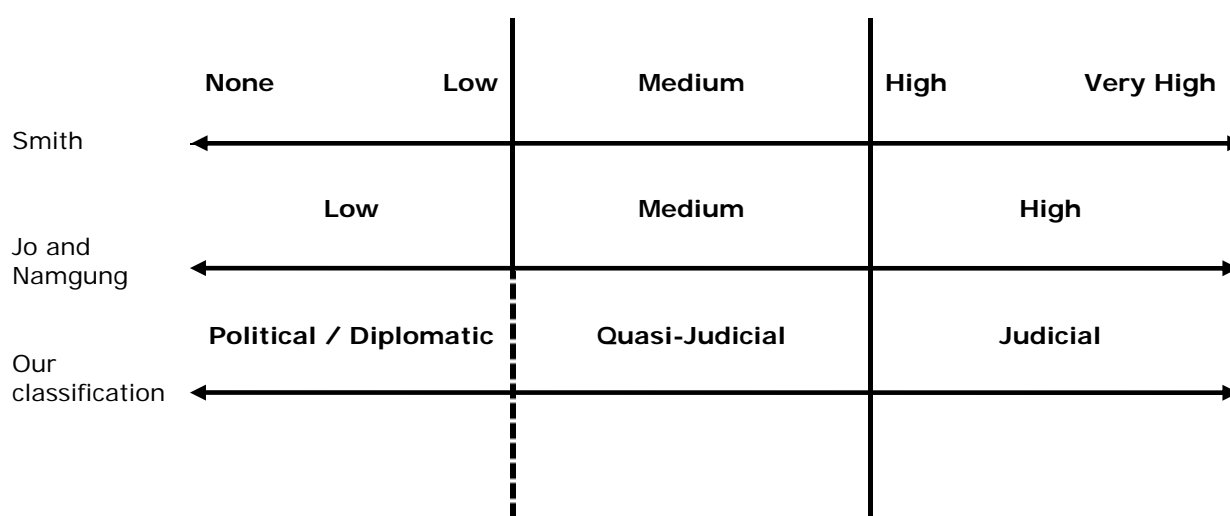 None Low Medium High Very High
Smith
Low Medium High
Jo and
Namgung
Political / Diplomatic Quasi-Judicial Judicial
Our
classification